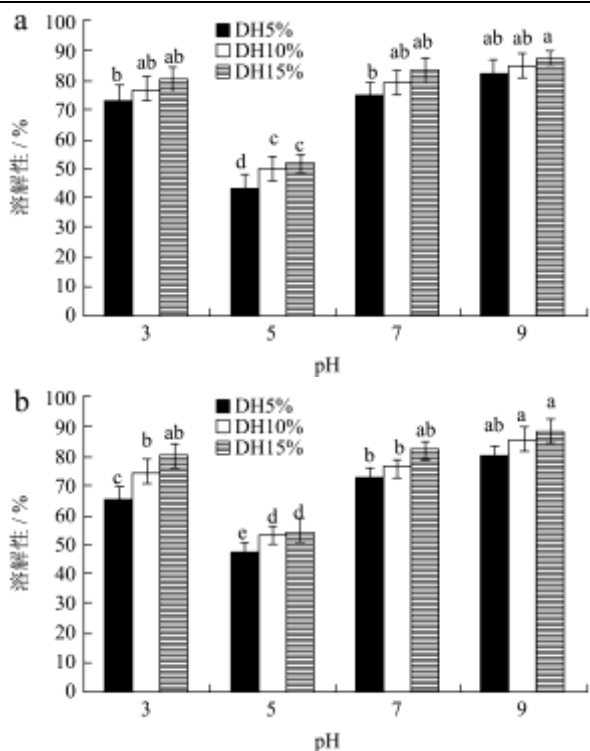 a
100
90
80
70
60
50
40
30
20
10
0
溶解性 / %
DH5%
DH10%
DH15%
b ab ab
d c c
b ab ab
ab ab a
3 5 7 9
pH
b
100
90
80
70
60
50
40
30
20
10
0
溶解性 / %
DH5%
DH10%
DH15%
c b ab
e d d
b b ab
ab a a
3 5 7 9
pH